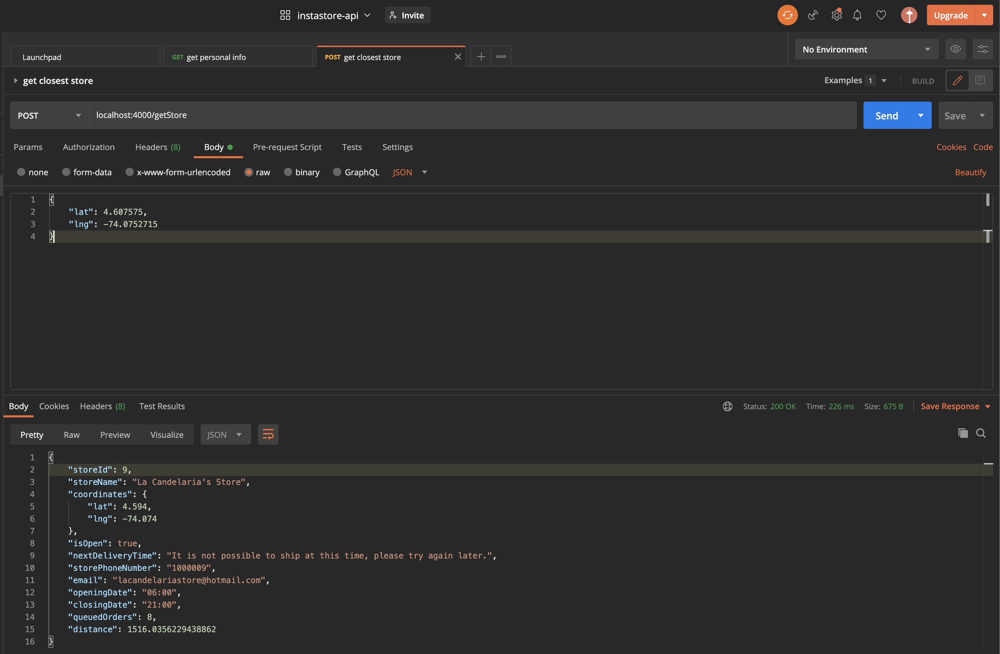 instastore-api Invite Upgrade
Launchpad GET get personal info POST get closest store No Environment
get closest store Examples 1 BUILD
POST localhost:4000/getStore Send Save
Params Authorization Headers (8) Body Pre-request Script Tests Settings Cookies Code
none form-data x-www-form-urlencoded raw binary GraphQL JSON Beautify
1 {
2 "lat": 4.607575,
3 "lng": -74.0752715
4 }
Body Cookies Headers (8) Test Results Status: 200 OK Time: 226 ms Size: 675 B Save Response
Pretty Raw Preview Visualize JSON
1 {
2 "storeId": 9,
3 "storeName": "La Candelaria's Store",
4 "coordinates": {
5 "lat": 4.594,
6 "lng": -74.074
7 },
8 "isOpen": true,
9 "nextDeliveryTime": "It is not possible to ship at this time, please try again later.",
10 "storePhoneNumber": "1000009",
11 "email": "lacandelariastore@hotmail.com",
12 "openingDate": "06:00",
13 "closingDate": "21:00",
14 "queuedOrders": 8,
15 "distance": 1516.0356229438862
16 }